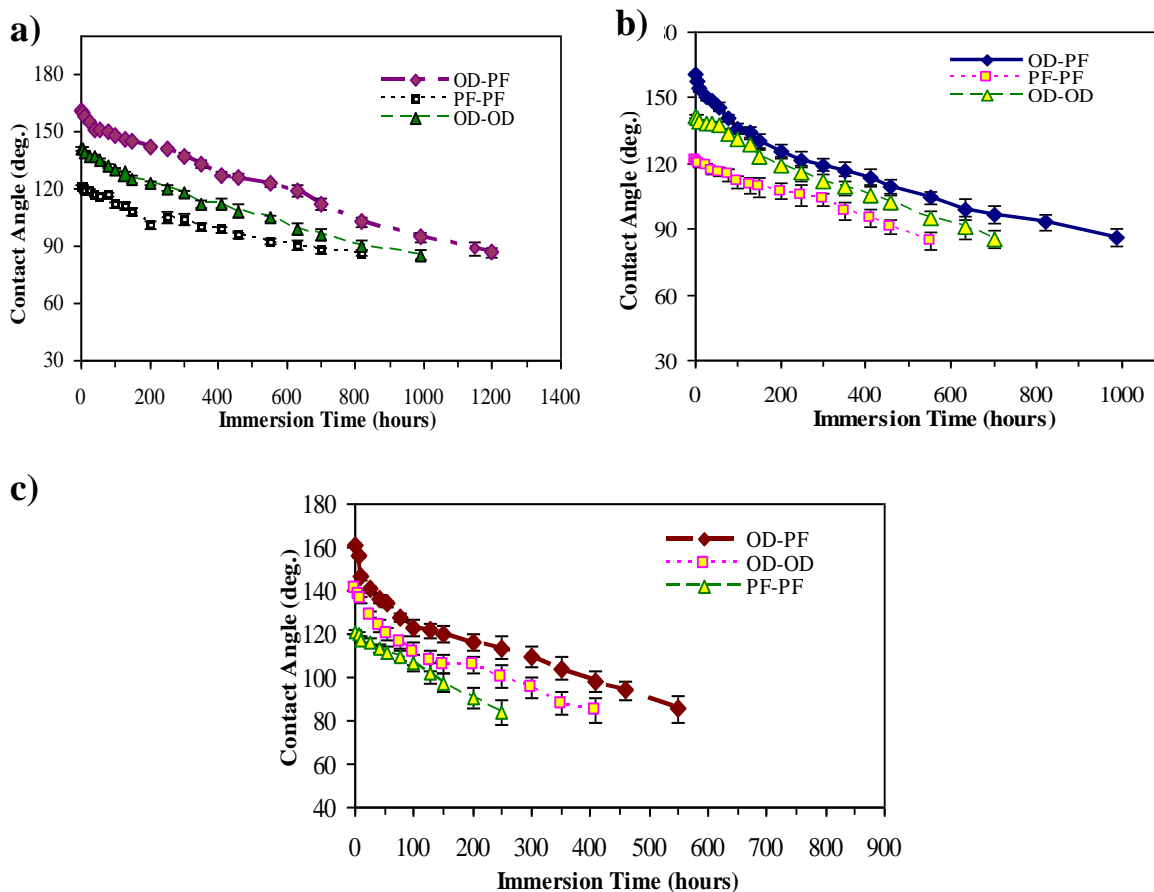 a)
Contact Angle (deg.)
180
150
120
90
60
30
OD-PF
PF-PF
OD-OD
0 200 400 600 800 1000 1200 1400
Immersion Time (hours)
b)
Contact Angle (deg.)
80
150
120
90
60
30
OD-PF
PF-PF
OD-OD
0 200 400 600 800 1000
Immersion Time (hours)
c)
Contact Angle (deg.)
180
160
140
120
100
80
60
40
OD-PF
OD-OD
PF-PF
0 100 200 300 400 500 600 700 800 900
Immersion Time (hours)